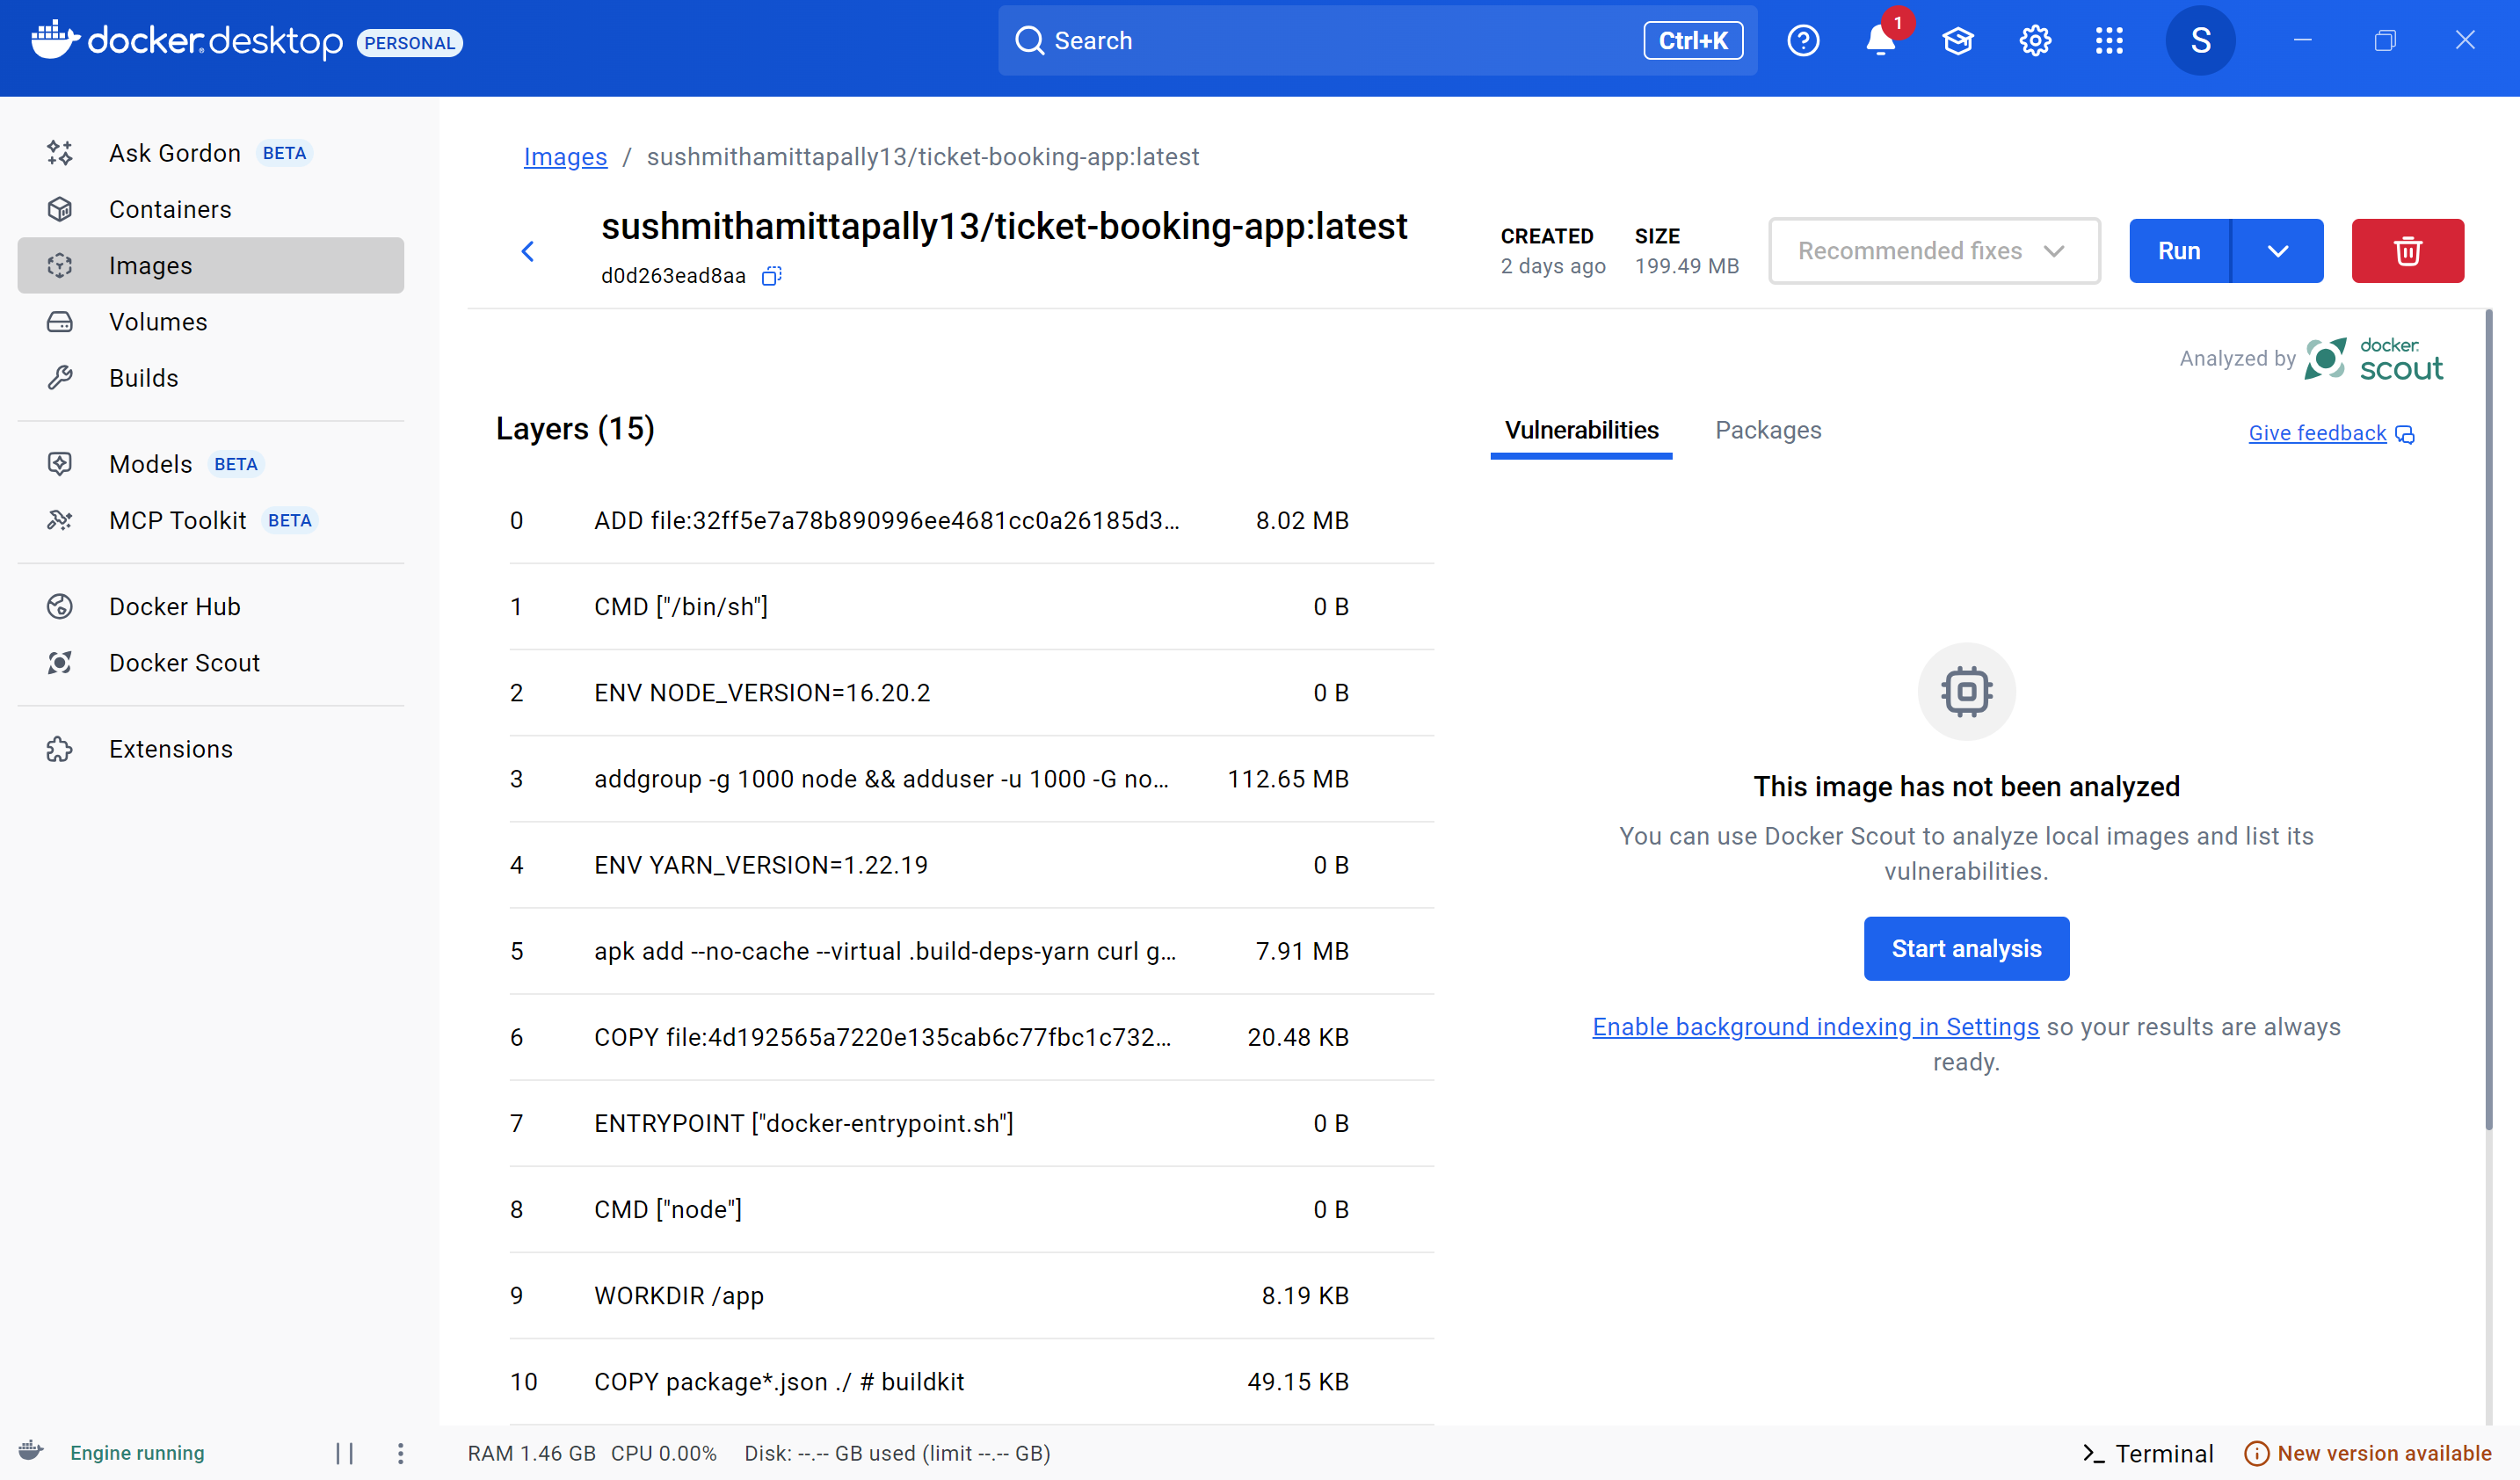 docker.desktop PERSONAL
Search Ctrl+K
1
S
Ask Gordon BETA
Containers
Images
Volumes
Builds
Models BETA
MCP Toolkit BETA
Docker Hub
Docker Scout
Extensions
Images / sushmithamittapally13/ticket-booking-app:latest
sushmithamittapally13/ticket-booking-app:latest
d0d263ead8aa
CREATED
2 days ago
SIZE
199.49 MB
Recommended fixes
Run
Analyzed by docker scout
Layers (15)
0 ADD file:32ff5e7a78b890996ee4681cc0a26185d3... 8.02 MB
1 CMD ["/bin/sh"] 0 B
2 ENV NODE_VERSION=16.20.2 0 B
3 addgroup -g 1000 node && adduser -u 1000 -G no... 112.65 MB
4 ENV YARN_VERSION=1.22.19 0 B
5 apk add --no-cache --virtual .build-deps-yarn curl g... 7.91 MB
6 COPY file:4d192565a7220e135cab6c77fbc1c732... 20.48 KB
7 ENTRYPOINT ["docker-entrypoint.sh"] 0 B
8 CMD ["node"] 0 B
9 WORKDIR /app 8.19 KB
10 COPY package*.json ./ # buildkit 49.15 KB
Vulnerabilities Packages
Give feedback
This image has not been analyzed
You can use Docker Scout to analyze local images and list its
vulnerabilities.
Start analysis
Enable background indexing in Settings so your results are always
ready.
Engine running
RAM 1.46 GB CPU 0.00% Disk: --.-- GB used (limit --.-- GB)
Terminal
New version available